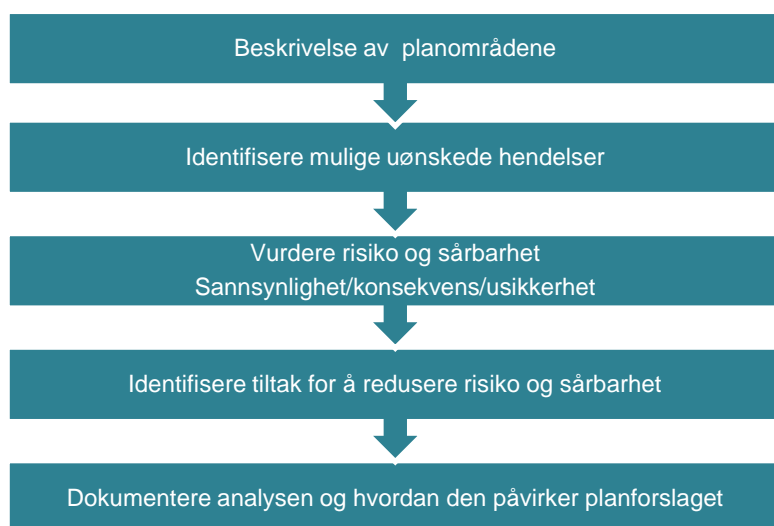 Beskrivelse av  planområdene
Identifisere mulige uønskede hendelser
Vurdere risiko og sårbarhet
Sannsynlighet/konsekvens/usikkerhet
Identifisere tiltak for å redusere risiko og sårbarhet
Dokumentere analysen og hvordan den påvirker planforslaget